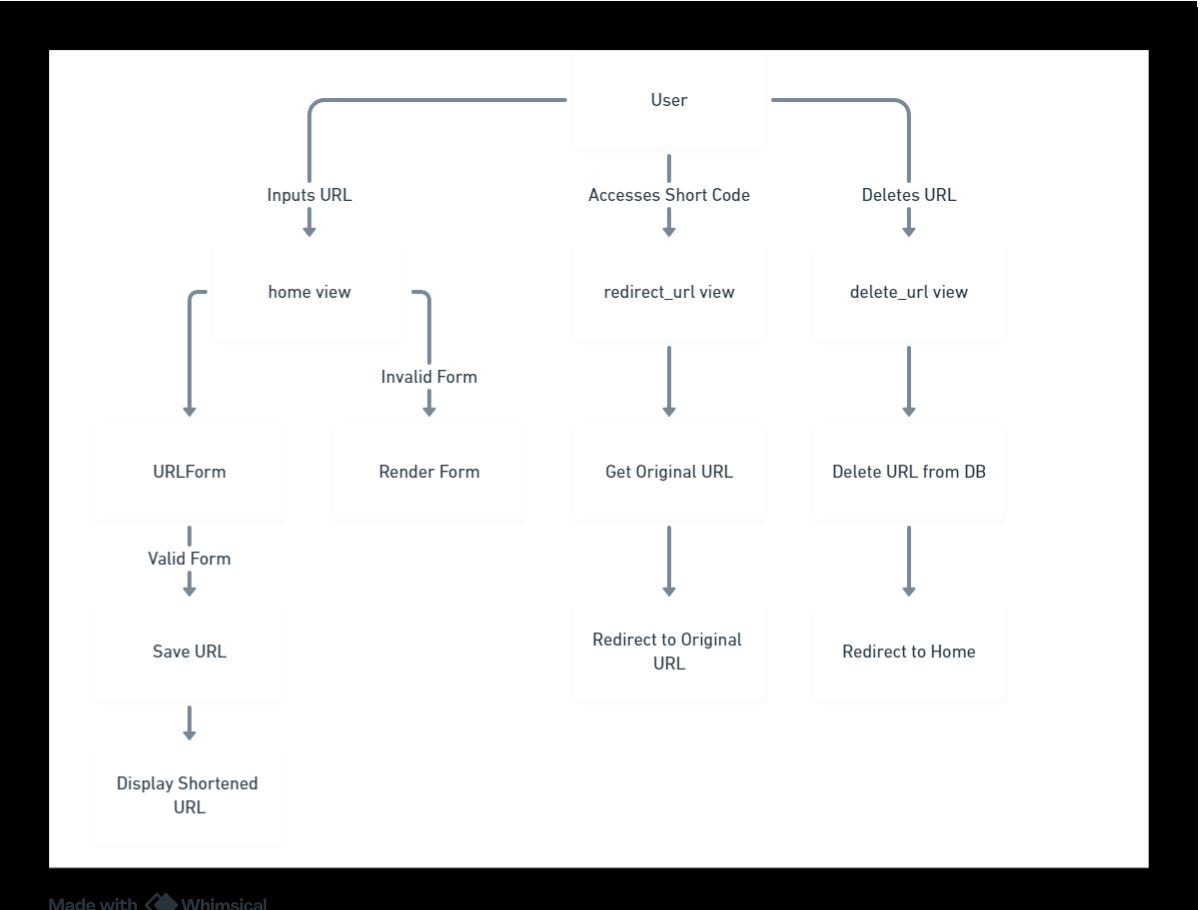 User
Inputs URL
Accesses Short Code
Deletes URL
home view
redirect_url view
delete_url view
Invalid Form
URLForm
Render Form
Get Original URL
Delete URL from DB
Valid Form
Save URL
Redirect to Original
URL
Redirect to Home
Display Shortened
URL
Made with Whimsical